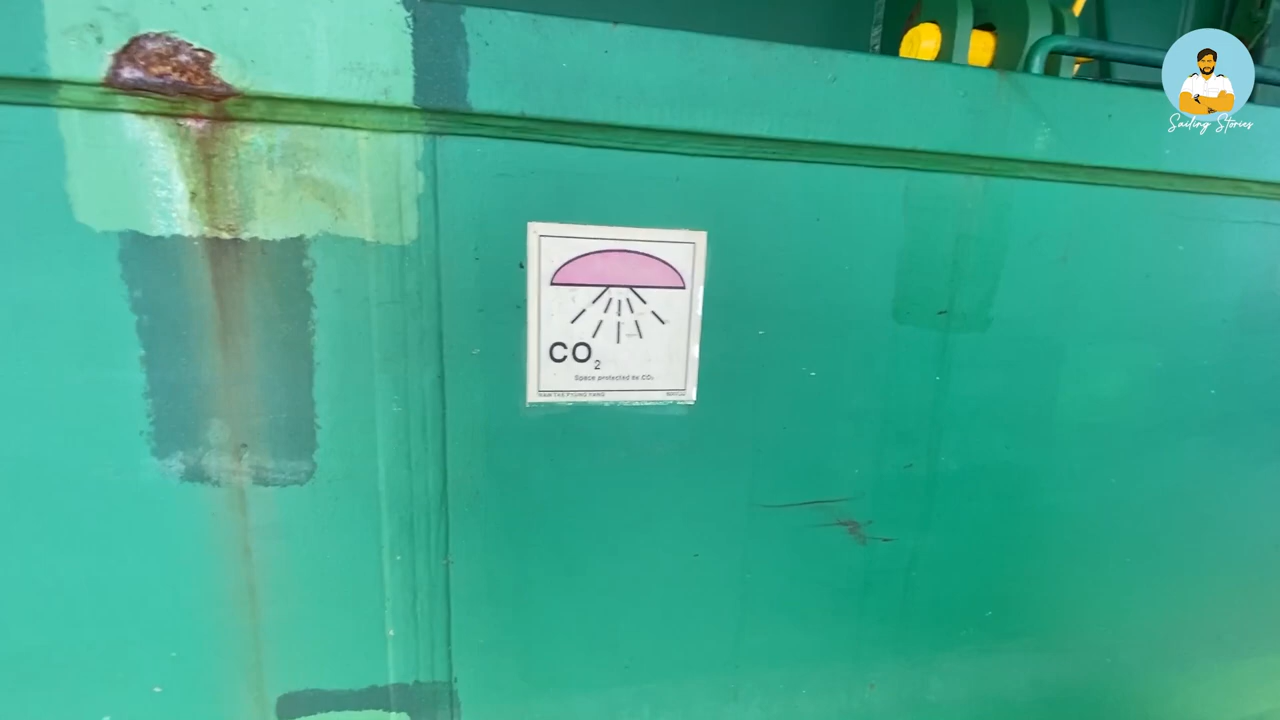 Sailing Stories
CO₂
Space protected by CO₂